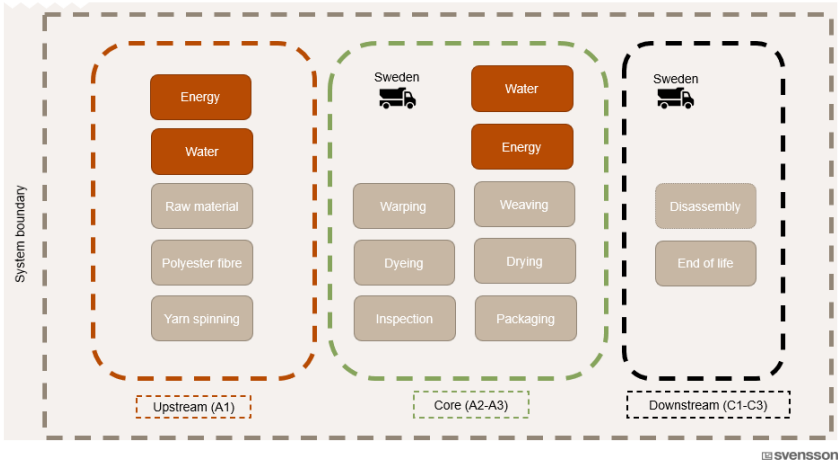 System boundary
Energy
Water
Raw material
Polyester fibre
Yarn spinning
Upstream (A1)
Sweden
Water
Energy
Warping
Weaving
Dyeing
Drying
Inspection
Packaging
Core (A2-A3)
Sweden
Disassembly
End of life
Downstream (C1-C3)
svensson